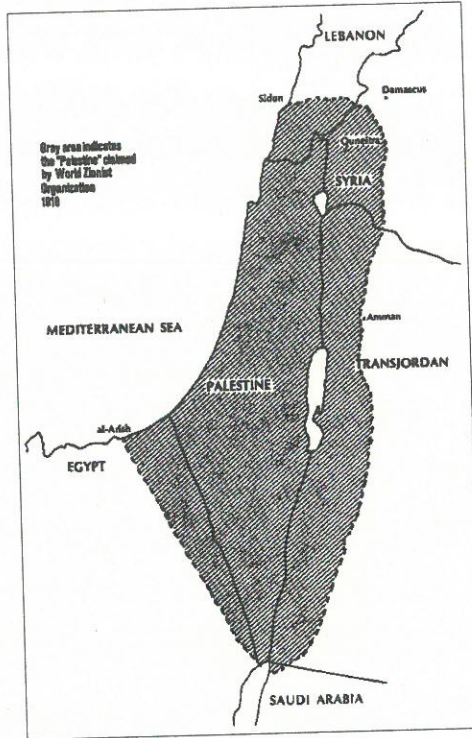 LEBANON
Damascus
Sidon
Gray area indicates
the "Palestine" claimed
by World Zionist
Organization
Quneitra
SYRIA
MEDITERRANEAN SEA
Amman
TRANSJORDAN
PALESTINE
al-Arish
EGYPT
SAUDI ARABIA